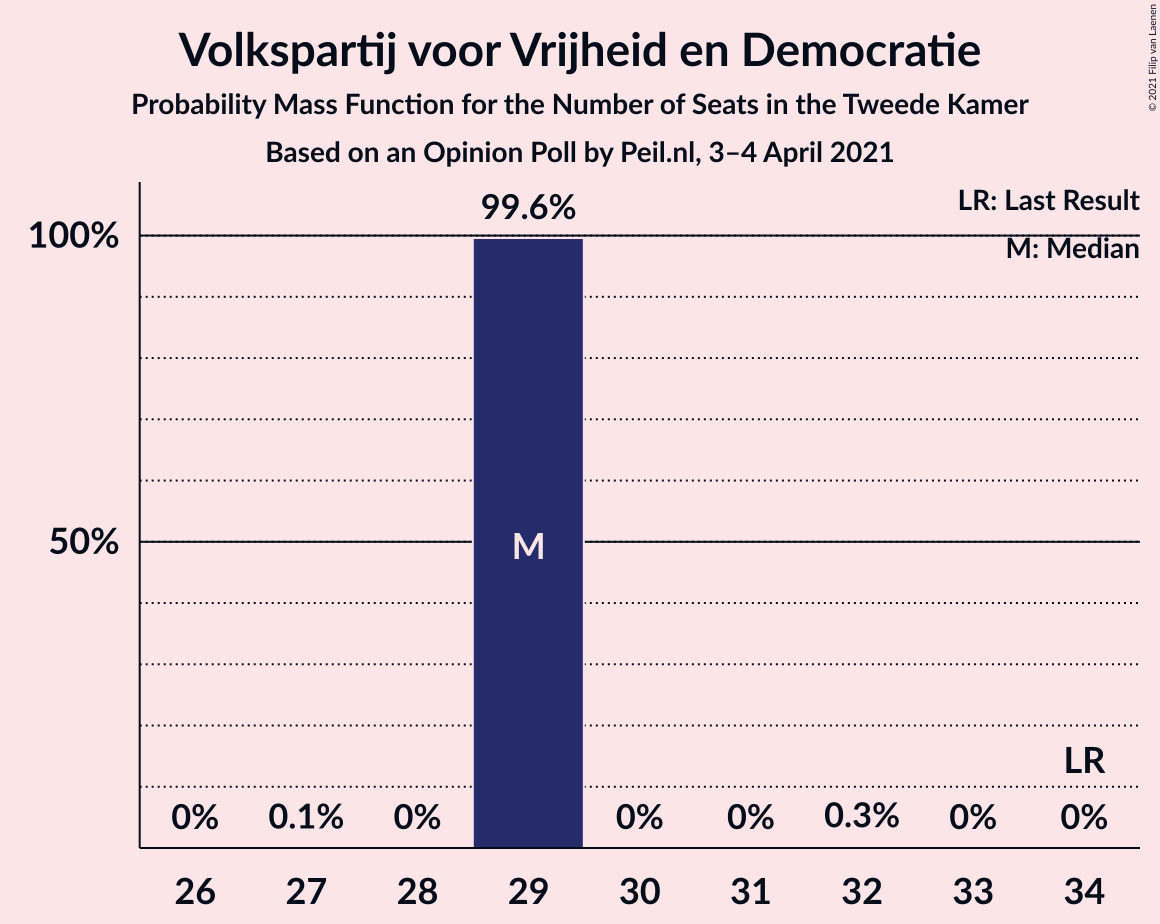 Volkspartij voor Vrijheid en Democratie
Probability Mass Function for the Number of Seats in the Tweede Kamer
Based on an Opinion Poll by Peil.nl, 3–4 April 2021
© 2021 Filip van Laenen
LR: Last Result
M: Median
99.6%
100%
50%
M
LR
0% 0.1% 0% 0% 0% 0.3% 0% 0%
26 27 28 29 30 31 32 33 34